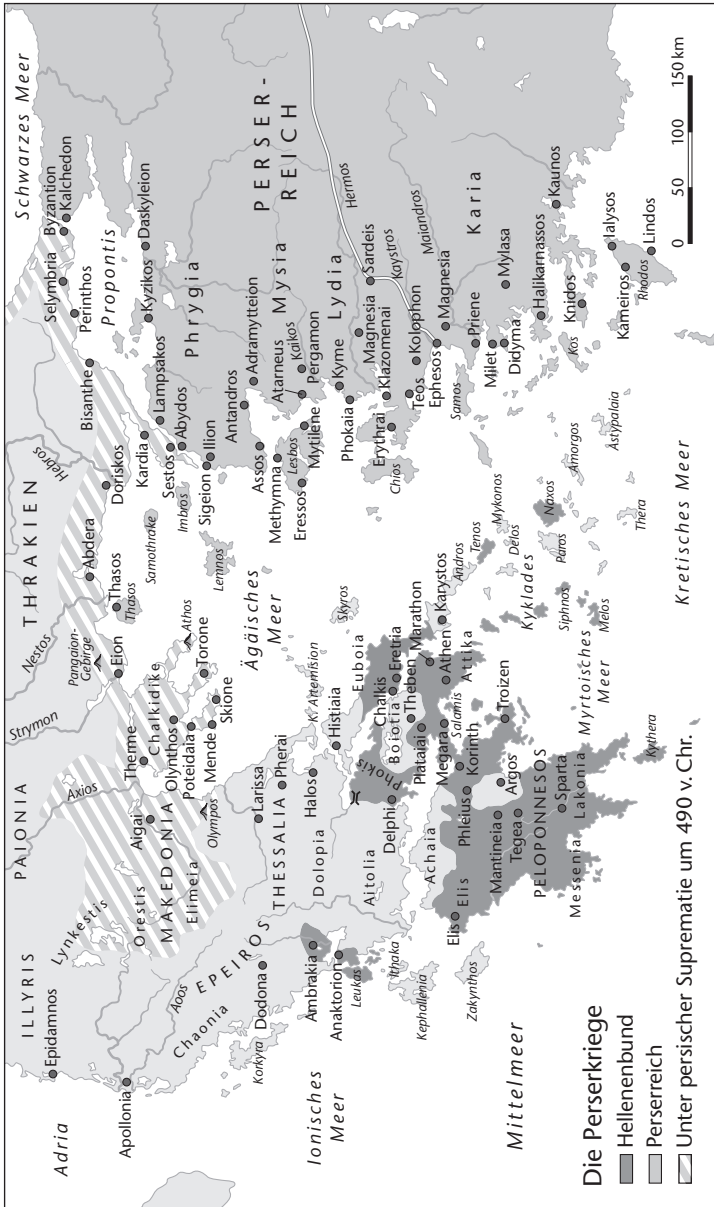 Schwarzes Meer
Adria
ILLYRIS
PAIONIA
THRAKIEN
Epidamnos
Apollonia
Lynkestis
Orestis
MAKEDONIA
Elimeia
Aigai
Axios
Strymon
Nestos
Hebros
Pangaion-
Gebirge
Eion
Therme
Chalkidike
Olynthos
Poteidaia
Mende
Skione
Torone
Athos
Olympos
Abdera
Thasos
Thasos
Samothrake
Imbros
Lemnos
Doriskos
Kardia
Sestos
Abydos
Lampsakos
Bisanthe
Perinthos
Selymbria
Byzantion
Kalchedon
Propontis
Kyzikos
Daskyleion
Sigeion
Ilion
Phrygia
PERSER-
REICH
Aoos
EPEIROS
Chaonia
Korkyra
Dodona
Ambrakia
Anaktorion
Leukas
Ithaka
Kephallenia
Zakynthos
Ionisches
Meer
THESSALIA
Larissa
Pherai
Halos
Dolopia
Aitolia
K. Artemision
Histiaia
Skyros
Ägäisches
Meer
Euboia
Phokis
Delphi
Boiotia
Chalkis
Eretria
Theben
Plataiai
Marathon
Athen
Attika
Karystos
Megara
Salamis
Korinth
Achaia
Phleius
Elis
Elis
Argos
Troizen
Mantineia
Tegea
PELOPONNESOS
Sparta
Messenia
Lakonia
Kythera
Myrtoisches
Meer
Kyklades
Andros
Tenos
Mykonos
Delos
Naxos
Paros
Siphnos
Melos
Amorgos
Astypalaia
Thera
Kretisches Meer
Mittelmeer
Antandros
Adramytteion
Assos
Mysia
Methymna
Lesbos
Eressos
Mytilene
Atarneus
Kaikos
Pergamon
Kyme
Lydia
Phokaia
Hermos
Magnesia
Sardeis
Kaystros
Klazomenai
Erythrai
Chios
Teos
Kolophon
Maiandros
Ephesos
Magnesia
Samos
Priene
Karia
Milet
Mylasa
Didyma
Halikarnassos
Kos
Knidos
Kaunos
Ialysos
Kameiros
Rhodos
Lindos
0 50 100 150 km
Die Perserkriege
Hellenenbund
Perserreich
Unter persischer Suprematie um 490 v. Chr.